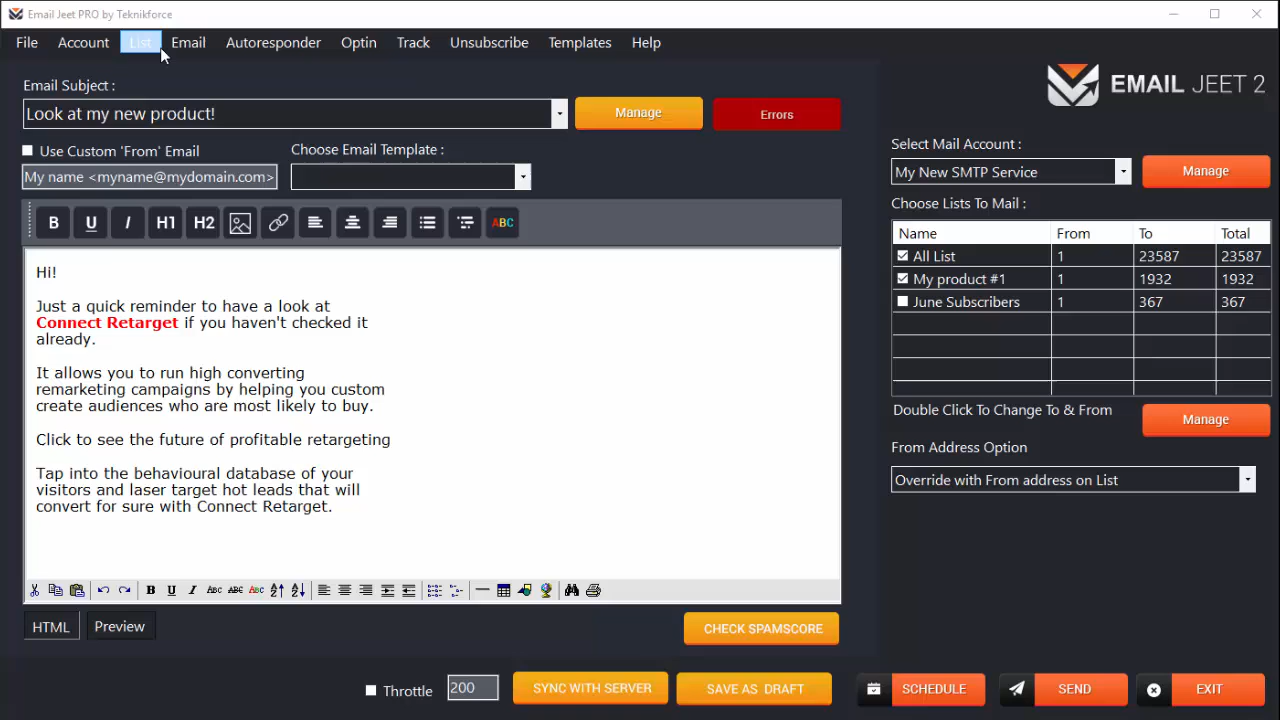 Email Jeet PRO by Teknikforce
File Account List Email Autoresponder Optin Track Unsubscribe Templates Help
EMAIL JEET 2
Email Subject :
Look at my new product!
Manage
Errors
Use Custom 'From' Email
Choose Email Template :
My name <myname@mydomain.com>
B U I H1 H2 ABC
Hi!
Just a quick reminder to have a look at
Connect Retarget if you haven't checked it
already.
It allows you to run high converting
remarketing campaigns by helping you custom
create audiences who are most likely to buy.
Click to see the future of profitable retargeting
Tap into the behavioural database of your
visitors and laser target hot leads that will
convert for sure with Connect Retarget.
B U I Abc ABC Abc
HTML Preview
CHECK SPAMSCORE
Select Mail Account :
My New SMTP Service
Manage
Choose Lists To Mail :
Name From To Total
All List 1 23587 23587
My product #1 1 1932 1932
June Subscribers 1 367 367
Double Click To Change To & From
Manage
From Address Option
Override with From address on List
Throttle 200
SYNC WITH SERVER
SAVE AS DRAFT
SCHEDULE
SEND
EXIT